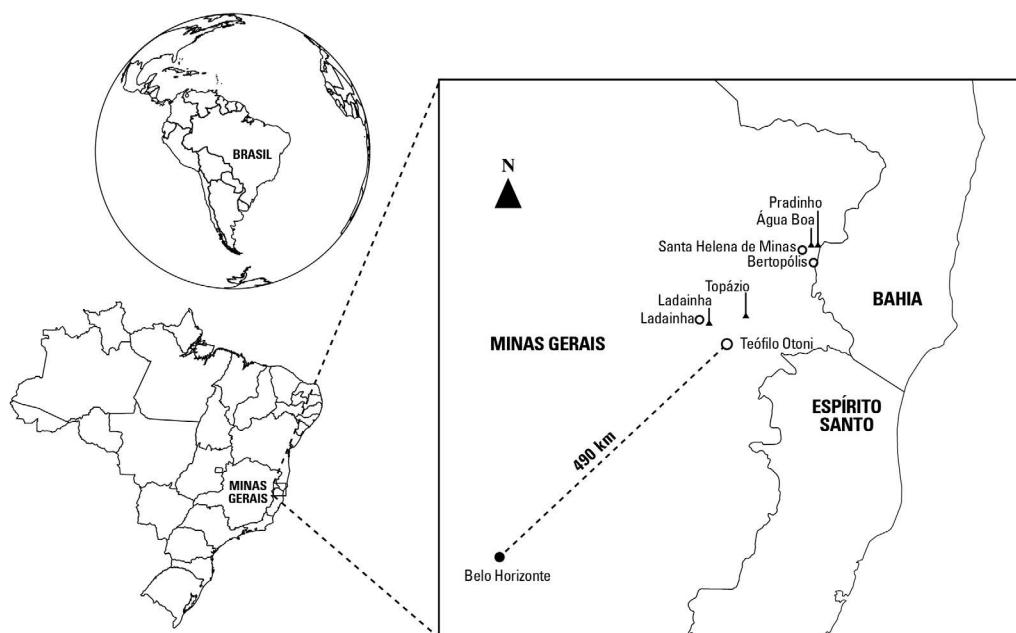 BRASIL
MINAS
GERAIS
N
Pradinho
Água Boa
Santa Helena de Minas
Bertopólis
Topázio
Ladainha
Ladainha
BAHIA
MINAS GERAIS
Teófilo Otoni
ESPÍRITO
SANTO
490 km
Belo Horizonte